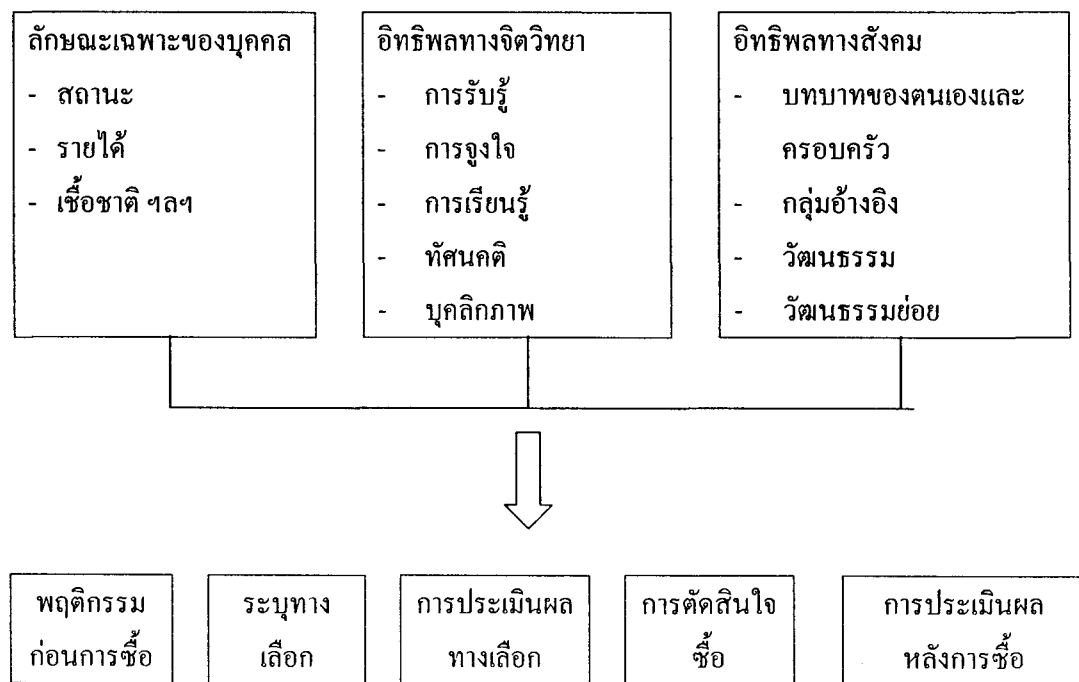 ลักษณะเฉพาะของบุคคล
- สถานะ
- รายได้
- เชื้อชาติ ฯลฯ
อิทธิพลทางจิตวิทยา
- การรับรู้
- การจูงใจ
- การเรียนรู้
- ทัศนคติ
- บุคลิกภาพ
อิทธิพลทางสังคม
- บทบาทของตนเองและ
ครอบครัว
- กลุ่มอ้างอิง
- วัฒนธรรม
- วัฒนธรรมย่อย
พฤติกรรม
ก่อนการซื้อ
ระบุทาง
เลือก
การประเมินผล
ทางเลือก
การตัดสินใจ
ซื้อ
การประเมินผล
หลังการซื้อ